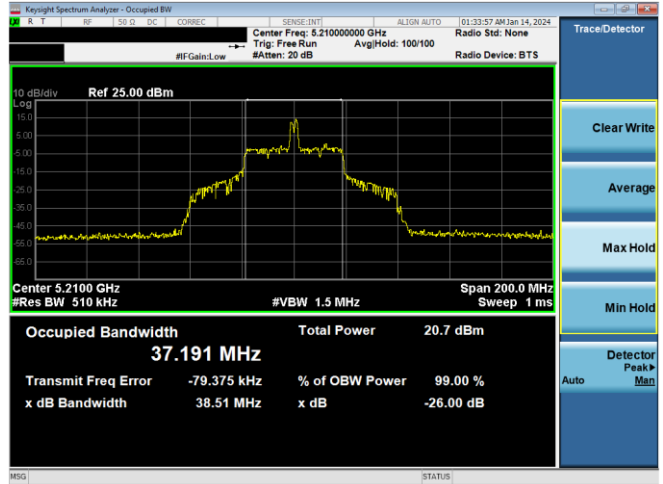 Keysight Spectrum Analyzer - Occupied BW
R T RF 50 Ω DC CORREC SENSE:INT ALIGN AUTO 01:33:57 AM Jan 14, 2024
Center Freq: 5.210000000 GHz Radio Std: None
Trig: Free Run Avg|Hold: 100/100
#IFGain:Low #Atten: 20 dB Radio Device: BTS
Trace/Detector
10 dB/div Ref 25.00 dBm
Log
15.0
5.00
-5.00
-15.0
-25.0
-35.0
-45.0
-55.0
-65.0
Center 5.2100 GHz Span 200.0 MHz
#Res BW 510 kHz #VBW 1.5 MHz Sweep 1 ms
Occupied Bandwidth Total Power 20.7 dBm
37.191 MHz
Transmit Freq Error -79.375 kHz % of OBW Power 99.00 %
x dB Bandwidth 38.51 MHz x dB -26.00 dB
Clear Write
Average
Max Hold
Min Hold
Detector
Peak▶
Auto Man
MSG STATUS